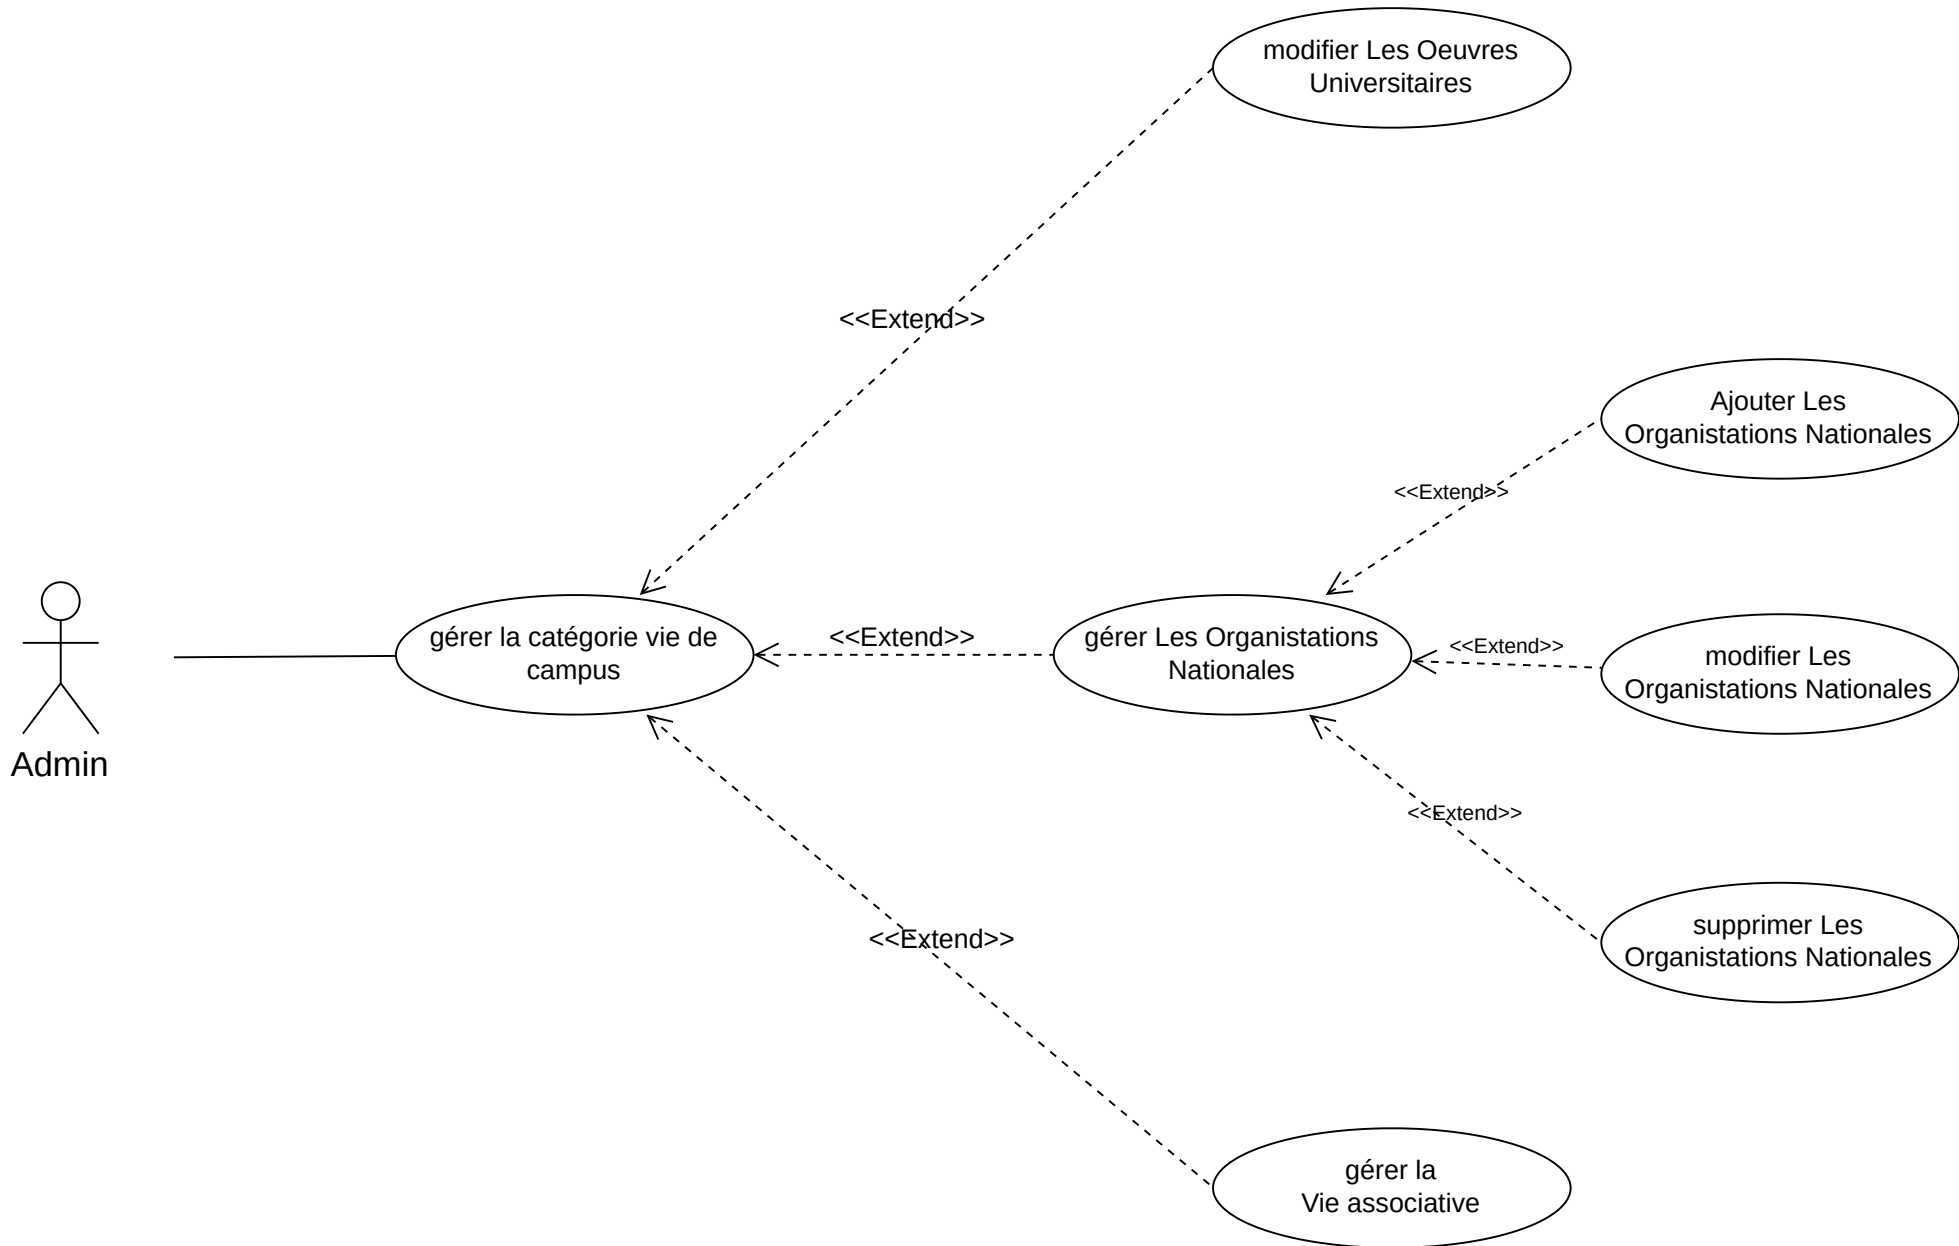 modifier Les Oeuvres
Universitaires
<<Extend>>
Ajouter Les
Organistations Nationales
<<Extend>>
Admin
gérer la catégorie vie de
campus
<<Extend>>
gérer Les Organistations
Nationales
<<Extend>>
modifier Les
Organistations Nationales
<<Extend>>
supprimer Les
Organistations Nationales
<<Extend>>
gérer la
Vie associative